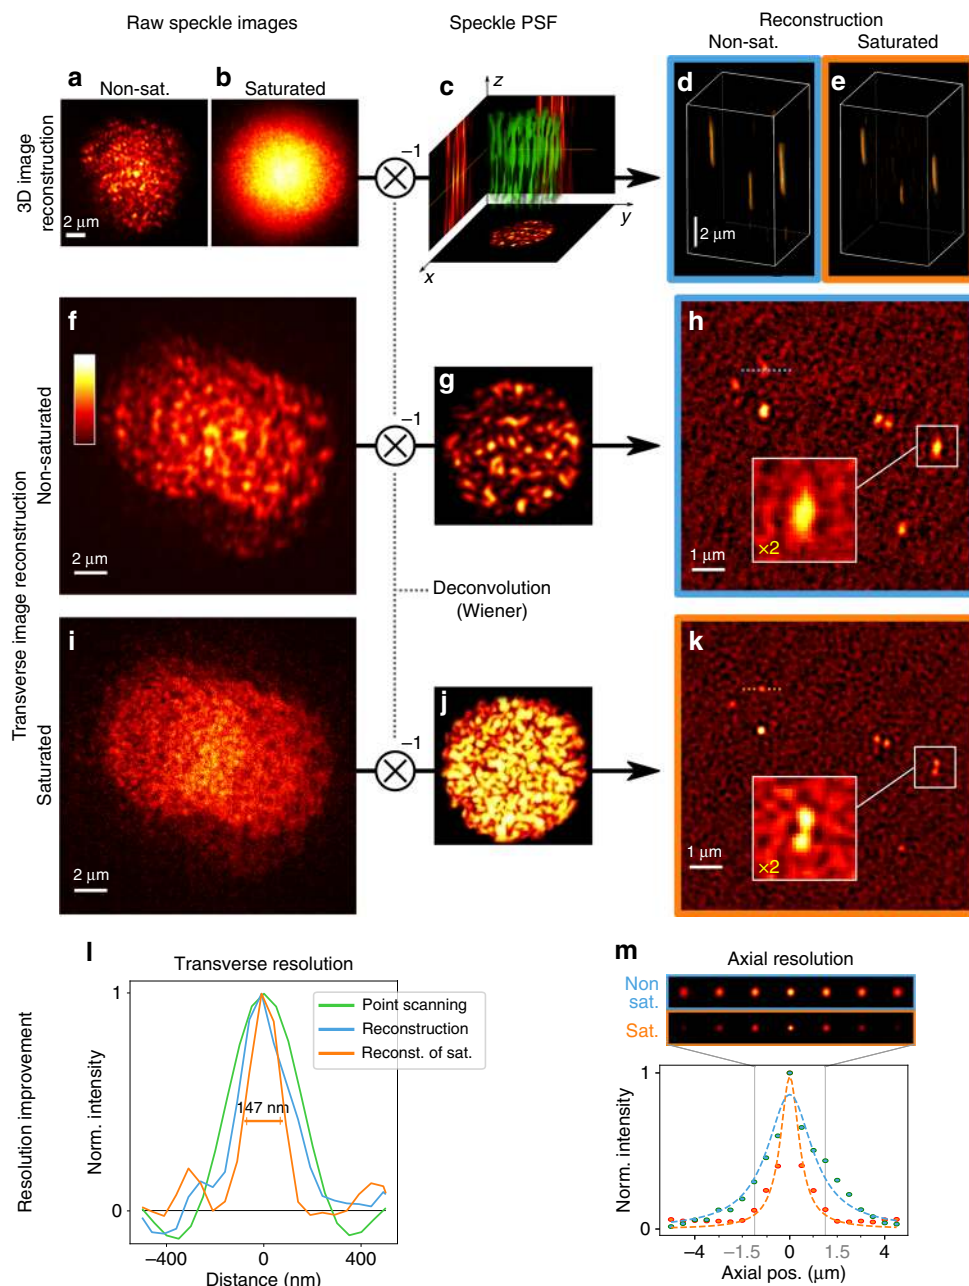 Raw speckle images
Speckle PSF
Reconstruction
Non-sat.
Saturated
a
Non-sat.
b
Saturated
c
z
y
x
d
e
3D image
reconstruction
2 μm
−1
2 μm
Transverse image reconstruction
Non-saturated
f
2 μm
−1
g
h
×2
1 μm
Deconvolution
(Wiener)
Saturated
i
2 μm
−1
j
k
×2
1 μm
Resolution improvement
l
Transverse resolution
Norm. intensity
1
0
Point scanning
Reconstruction
Reconst. of sat.
147 nm
−400
0
400
Distance (nm)
m
Axial resolution
Non
sat.
Sat.
Norm. intensity
1
0
−4
−1.5
0
1.5
4
Axial pos. (μm)